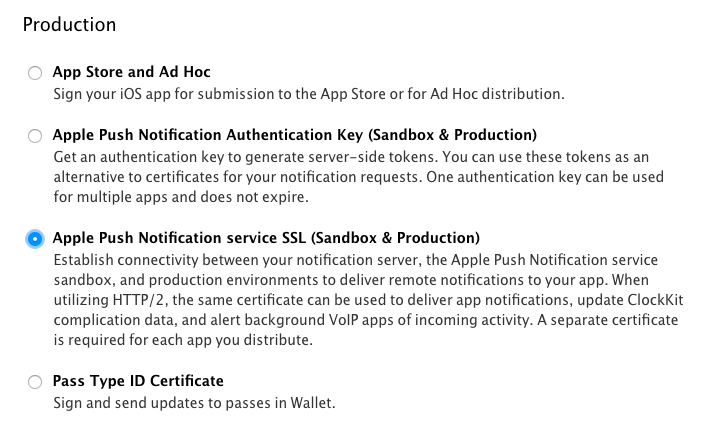 Production
App Store and Ad Hoc
Sign your iOS app for submission to the App Store or for Ad Hoc distribution.
Apple Push Notification Authentication Key (Sandbox & Production)
Get an authentication key to generate server-side tokens. You can use these tokens as an
alternative to certificates for your notification requests. One authentication key can be used
for multiple apps and does not expire.
Apple Push Notification service SSL (Sandbox & Production)
Establish connectivity between your notification server, the Apple Push Notification service
sandbox, and production environments to deliver remote notifications to your app. When
utilizing HTTP/2, the same certificate can be used to deliver app notifications, update ClockKit
complication data, and alert background VoIP apps of incoming activity. A separate certificate
is required for each app you distribute.
Pass Type ID Certificate
Sign and send updates to passes in Wallet.